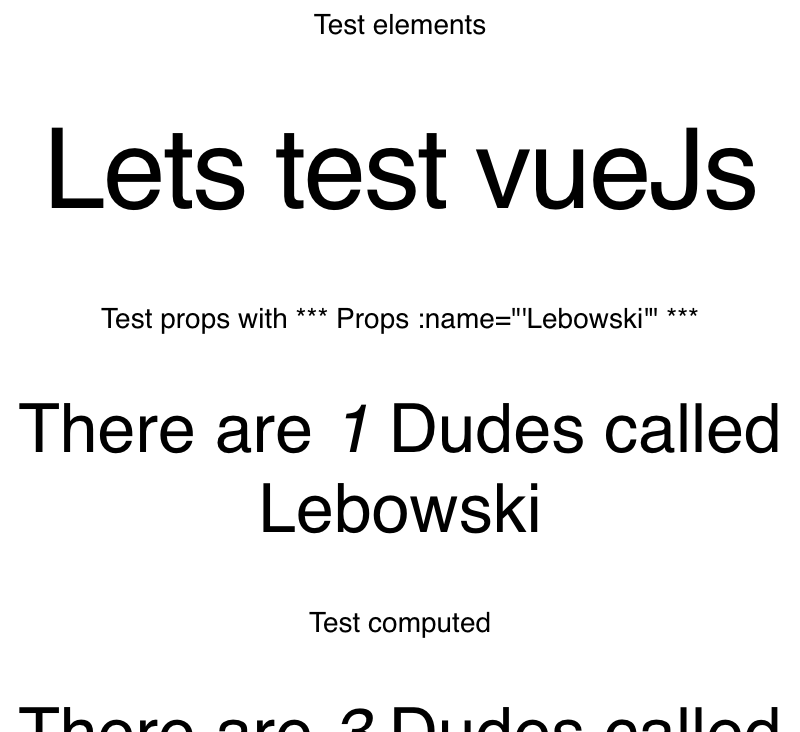 Test elements
Lets test vueJs
Test props with *** Props :name="'Lebowski'" ***
There are 1 Dudes called
Lebowski
Test computed
There are 3 Dudes called